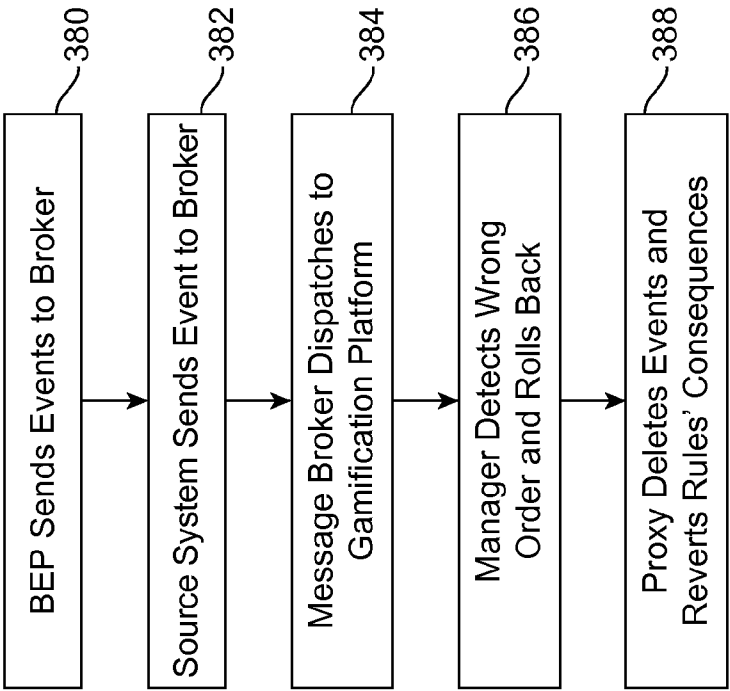 BEP Sends Events to Broker
380
Source System Sends Event to Broker
382
Message Broker Dispatches to
Gamification Platform
384
Manager Detects Wrong
Order and Rolls Back
386
Proxy Deletes Events and
Reverts Rules’ Consequences
388